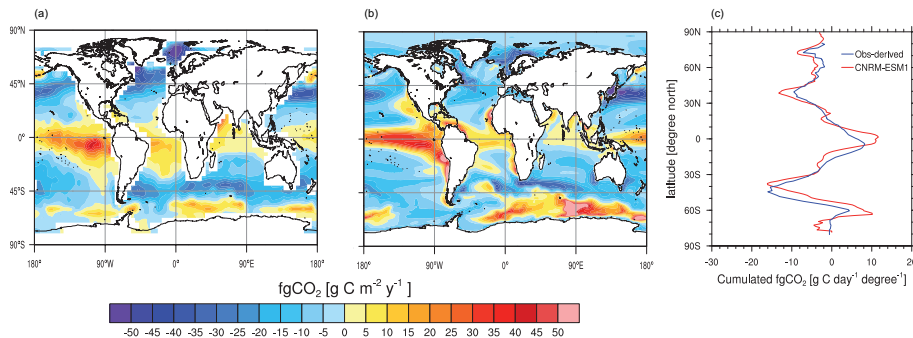 (a)
(b)
(c)
90°N
45°N
0°
45°S
90°S
180° 90°W 0° 90°E 180°
180° 90°W 0° 90°E 180°
fgCO₂ [g C m⁻² y⁻¹ ]
-50 -45 -40 -35 -30 -25 -20 -15 -10 -5 0 5 10 15 20 25 30 35 40 45 50
Obs-derived
CNRM-ESM1
latitude [degree north]
90N
60N
30N
0
30S
60S
90S
-30 -20 -10 0 10 20
Cumulated fgCO₂ [g C day⁻¹ degree⁻¹]